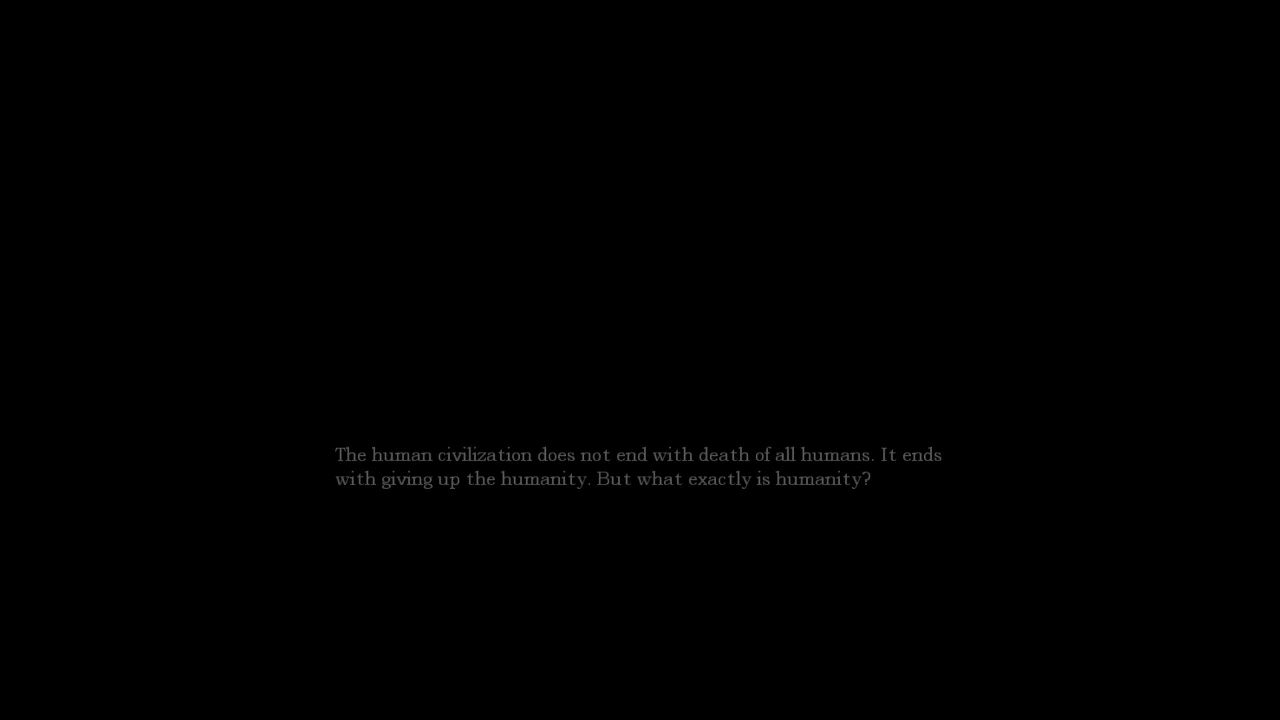 The human civilization does not end with death of all humans. It ends
with giving up the humanity. But what exactly is humanity?